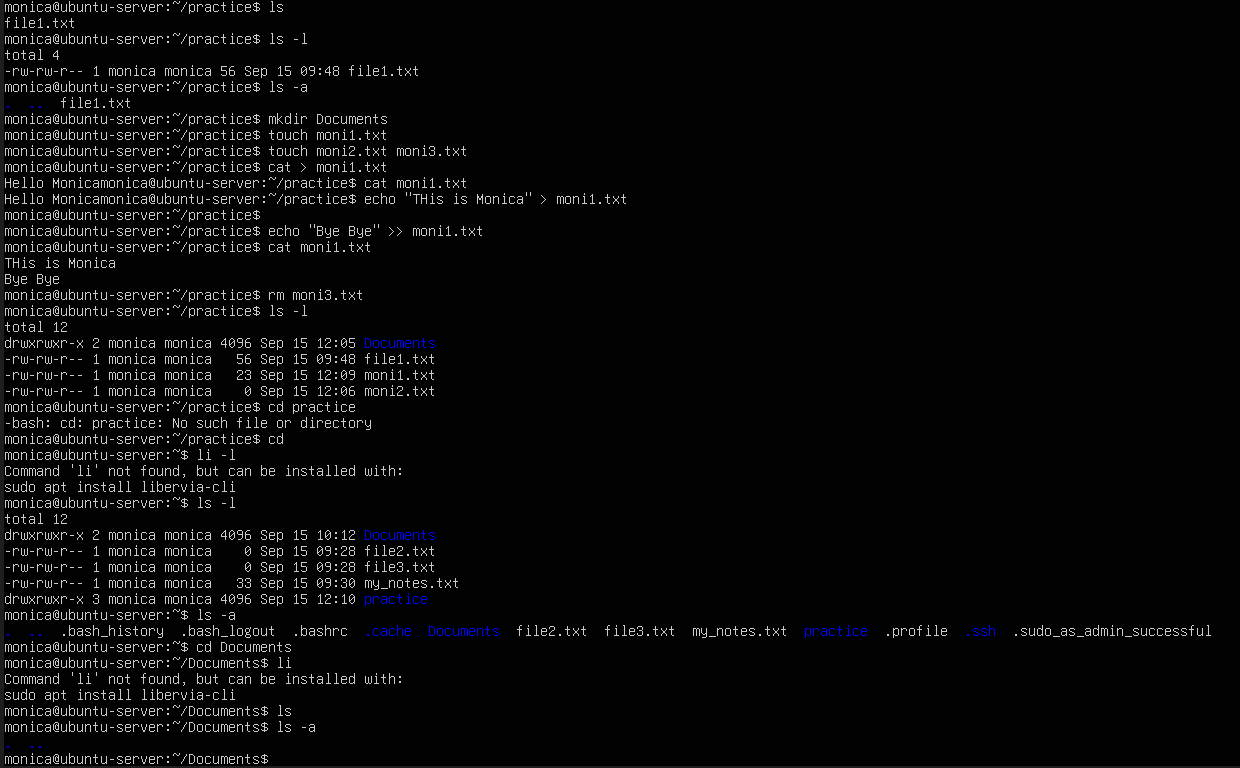 monica@ubuntu-server:~/practice$ ls
file1.txt
monica@ubuntu-server:~/practice$ ls -l
total 4
-rw-rw-r-- 1 monica monica 56 Sep 15 09:48 file1.txt
monica@ubuntu-server:~/practice$ ls -a
.  ..  file1.txt
monica@ubuntu-server:~/practice$ mkdir Documents
monica@ubuntu-server:~/practice$ touch moni1.txt
monica@ubuntu-server:~/practice$ touch moni2.txt moni3.txt
monica@ubuntu-server:~/practice$ cat > moni1.txt
Hello Monicamonica@ubuntu-server:~/practice$ cat moni1.txt
Hello Monicamonica@ubuntu-server:~/practice$ echo "THis is Monica" > moni1.txt
monica@ubuntu-server:~/practice$
monica@ubuntu-server:~/practice$ echo "Bye Bye" >> moni1.txt
monica@ubuntu-server:~/practice$ cat moni1.txt
THis is Monica
Bye Bye
monica@ubuntu-server:~/practice$ rm moni3.txt
monica@ubuntu-server:~/practice$ ls -l
total 12
drwxrwxr-x 2 monica monica 4096 Sep 15 12:05 Documents
-rw-rw-r-- 1 monica monica   56 Sep 15 09:48 file1.txt
-rw-rw-r-- 1 monica monica   23 Sep 15 12:09 moni1.txt
-rw-rw-r-- 1 monica monica    0 Sep 15 12:06 moni2.txt
monica@ubuntu-server:~/practice$ cd practice
-bash: cd: practice: No such file or directory
monica@ubuntu-server:~/practice$ cd
monica@ubuntu-server:~$ li -l
Command 'li' not found, but can be installed with:
sudo apt install libervia-cli
monica@ubuntu-server:~$ ls -l
total 12
drwxrwxr-x 2 monica monica 4096 Sep 15 10:12 Documents
-rw-rw-r-- 1 monica monica    0 Sep 15 09:28 file2.txt
-rw-rw-r-- 1 monica monica    0 Sep 15 09:28 file3.txt
-rw-rw-r-- 1 monica monica   33 Sep 15 09:30 my_notes.txt
drwxrwxr-x 3 monica monica 4096 Sep 15 12:10 practice
monica@ubuntu-server:~$ ls -a
.  ..  .bash_history  .bash_logout  .bashrc  .cache  Documents  file2.txt  file3.txt  my_notes.txt  practice  .profile  .ssh  .sudo_as_admin_successful
monica@ubuntu-server:~$ cd Documents
monica@ubuntu-server:~/Documents$ li
Command 'li' not found, but can be installed with:
sudo apt install libervia-cli
monica@ubuntu-server:~/Documents$ ls
monica@ubuntu-server:~/Documents$ ls -a
.  ..
monica@ubuntu-server:~/Documents$